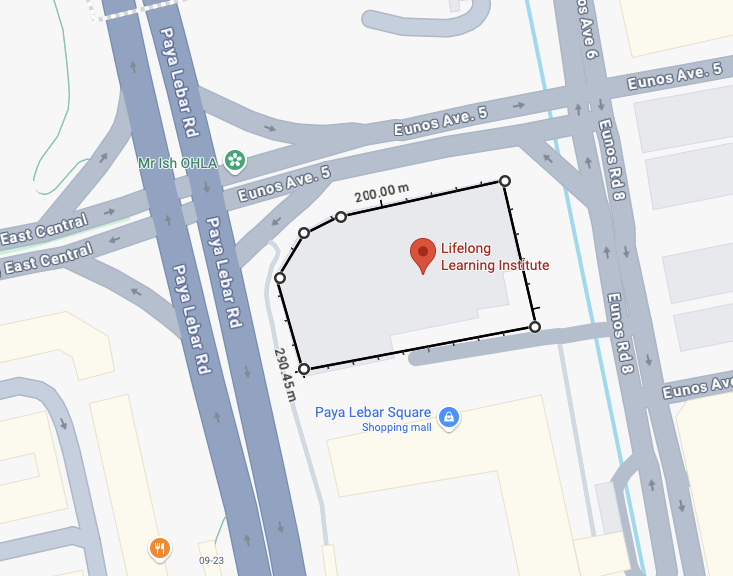 Eunos Ave 6
Paya Lebar Rd
Eunos Ave. 5
Eunos Ave. 5
Mr Ish OHLA
Eunos Rd 8
Eunos Ave. 5
200.00 m
East Central
East Central
Paya Lebar Rd
Lifelong
Learning Institute
Paya Lebar Rd
Eunos Rd 8
290.45 m
Eunos Ave
Paya Lebar Square
Shopping mall
09-23